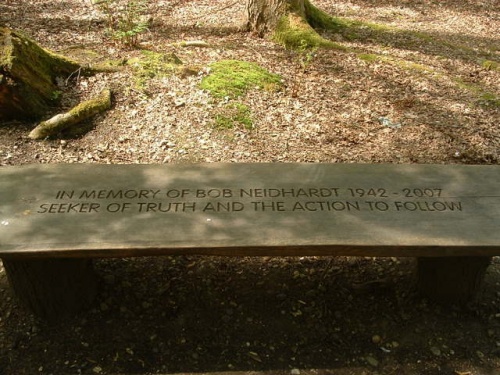 IN MEMORY OF BOB NEIDHARDT 1942 - 2007
SEEKER OF TRUTH AND THE ACTION TO FOLLOW